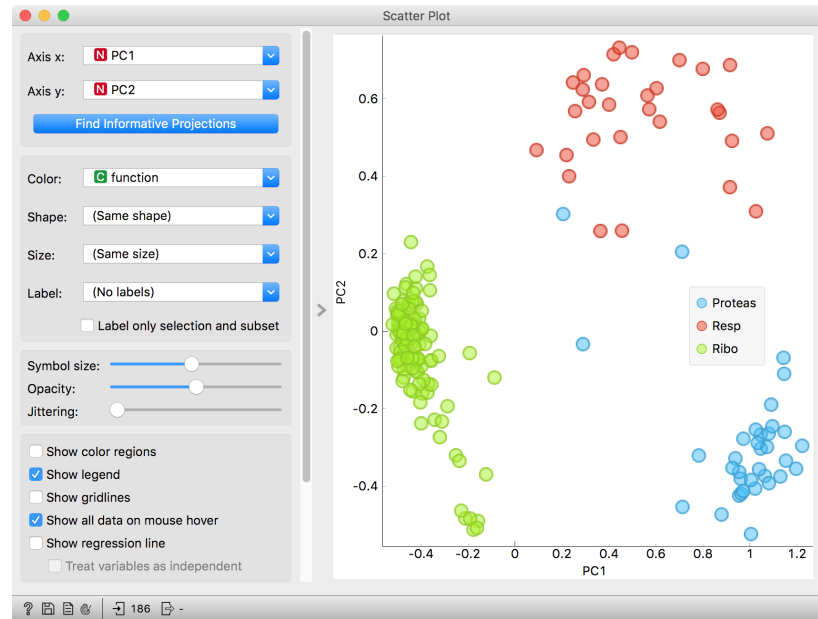 Scatter Plot
Axis x: N PC1
Axis y: N PC2
Find Informative Projections
Color: C function
Shape: (Same shape)
Size: (Same size)
Label: (No labels)
Label only selection and subset
Symbol size:
Opacity:
Jittering:
Show color regions
Show legend
Show gridlines
Show all data on mouse hover
Show regression line
Treat variables as independent
? 186 -
PC2
0.6
0.4
0.2
0
-0.2
-0.4
Proteas
Resp
Ribo
-0.4 -0.2 0 0.2 0.4 0.6 0.8 1 1.2
PC1